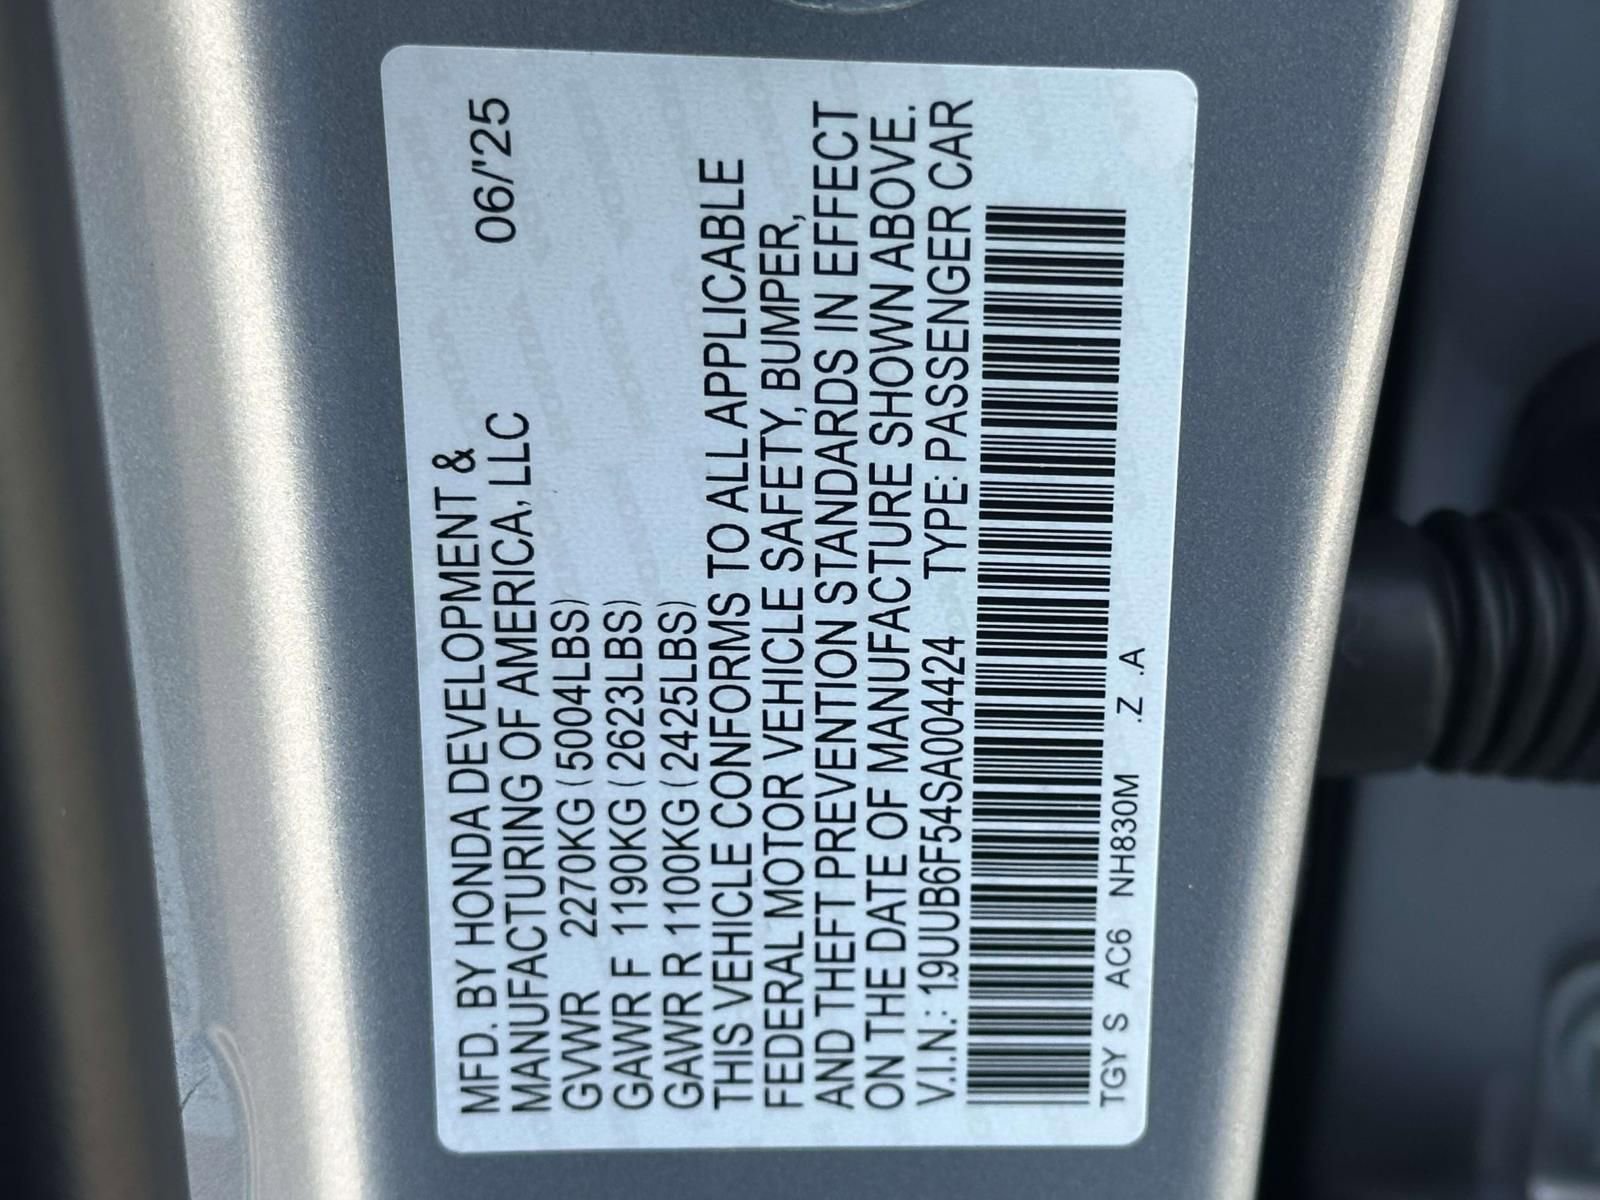 MFD. BY HONDA DEVELOPMENT &
MANUFACTURING OF AMERICA, LLC 06/'25
GVWR 2270KG (5004LBS)
GAWR F 1190KG (2623LBS)
GAWR R 1100KG (2425LBS)
THIS VEHICLE CONFORMS TO ALL APPLICABLE
FEDERAL MOTOR VEHICLE SAFETY, BUMPER,
AND THEFT PREVENTION STANDARDS IN EFFECT
ON THE DATE OF MANUFACTURE SHOWN ABOVE.
V.I.N.: 19UUB6F54SA004424 TYPE: PASSENGER CAR
TGY S AC6 NH830M .Z .A